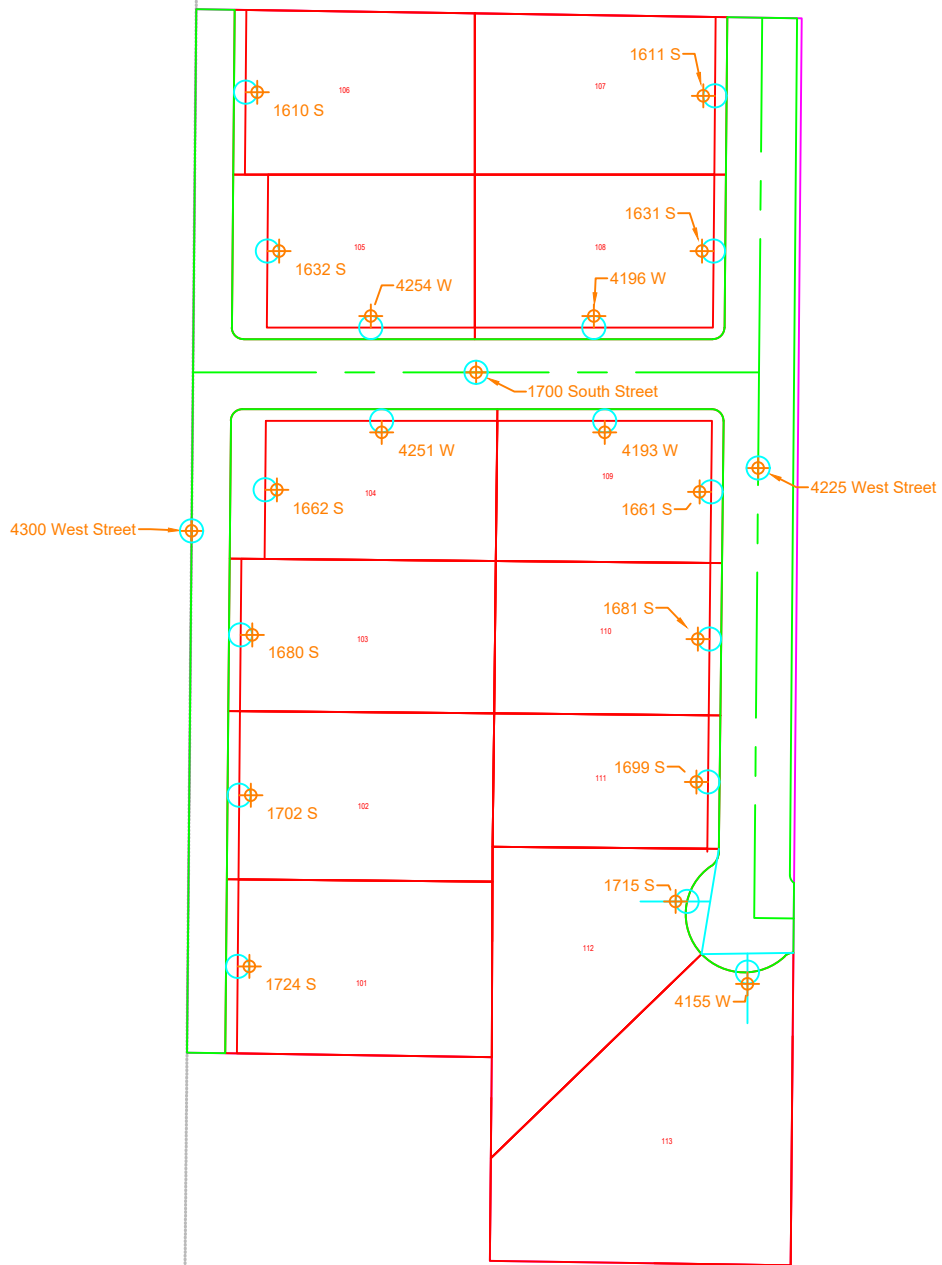 1611 S
106
107
1610 S
1631 S
105
108
1632 S
4254 W
4196 W
1700 South Street
4251 W
4193 W
109
4225 West Street
104
1662 S
1661 S
4300 West Street
1681 S
110
103
1680 S
1699 S
111
102
1702 S
1715 S
112
101
1724 S
4155 W
113